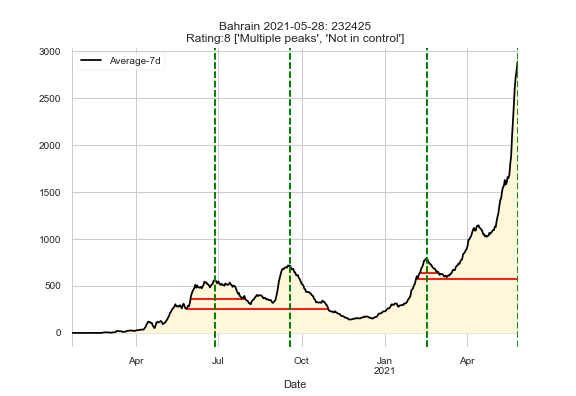 Bahrain 2021-05-28: 232425
Rating:8 ['Multiple peaks', 'Not in control']
Average-7d
3000
2500
2000
1500
1000
500
0
Apr
Jul
Oct
Jan
2021
Apr
Date